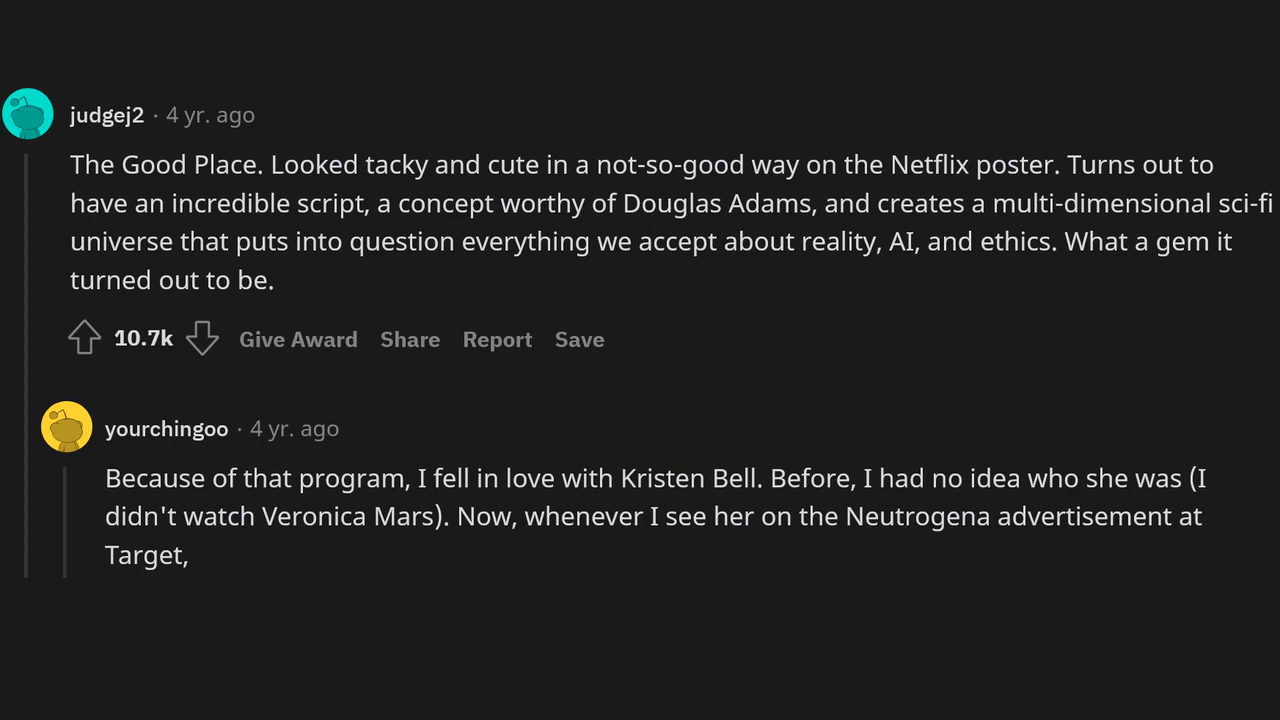 judgej2 · 4 yr. ago
The Good Place. Looked tacky and cute in a not-so-good way on the Netflix poster. Turns out to
have an incredible script, a concept worthy of Douglas Adams, and creates a multi-dimensional sci-fi
universe that puts into question everything we accept about reality, AI, and ethics. What a gem it
turned out to be.
10.7k Give Award Share Report Save
yourchingoo · 4 yr. ago
Because of that program, I fell in love with Kristen Bell. Before, I had no idea who she was (I
didn't watch Veronica Mars). Now, whenever I see her on the Neutrogena advertisement at
Target,